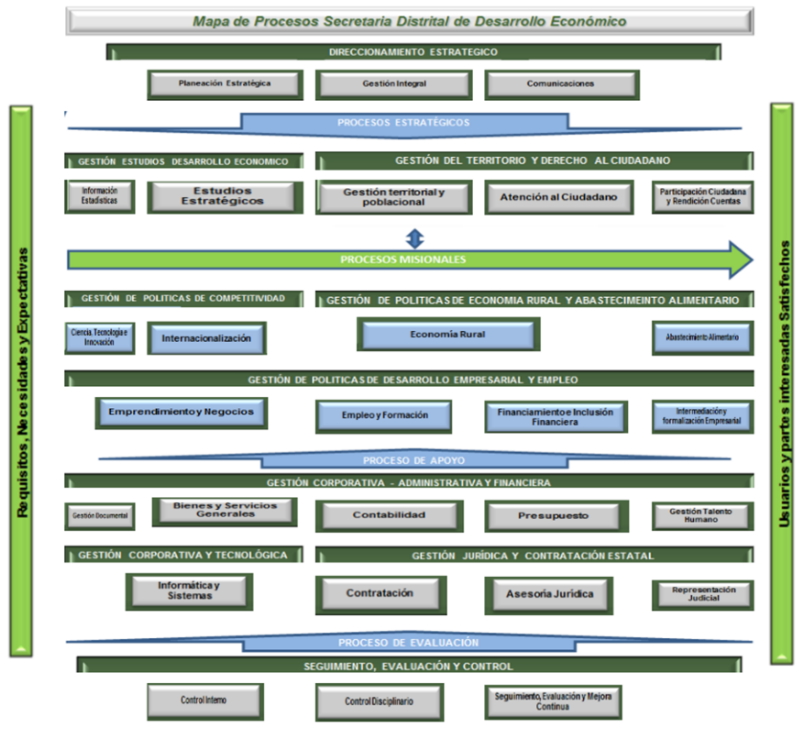 Mapa de Procesos Secretaria Distrital de Desarrollo Económico
DIRECCIONAMIENTO ESTRATEGICO
Planeación Estratégica
Gestión Integral
Comunicaciones
PROCESOS ESTRATÉGICOS
GESTIÓN ESTUDIOS DESARROLLO ECONOMICO
GESTIÓN DEL TERRITORIO Y DERECHO AL CIUDADANO
Información
Estadísticas
Estudios
Estratégicos
Gestión territorial y
poblacional
Atención al Ciudadano
Participación Ciudadana
y Rendición Cuentas
PROCESOS MISIONALES
GESTIÓN DE POLITICAS DE COMPETITIVIDAD
GESTIÓN DE POLITICAS DE ECONOMIA RURAL Y ABASTECMEINTO ALIMENTARIO
Ciencia, Tecnología e
Innovación
Internacionalización
Economía Rural
Abastecimiento Alimentario
GESTIÓN DE POLITICAS DE DESARROLLO EMPRESARIAL Y EMPLEO
Emprendimiento y Negocios
Empleo y Formación
Financiamiento e Inclusión
Financiera
Intermediación y
formalización Empresarial
PROCESO DE APOYO
GESTIÓN CORPORATIVA - ADMINISTRATIVA Y FINANCIERA
Gestión Documental
Bienes y Servicios
Generales
Contabilidad
Presupuesto
Gestión Talento
Humano
GESTIÓN CORPORATIVA Y TECNOLÓGICA
GESTIÓN JURÍDICA Y CONTRATACIÓN ESTATAL
Informática y
Sistemas
Contratación
Asesoría Jurídica
Representación
Judicial
PROCESO DE EVALUACIÓN
SEGUIMIENTO, EVALUACIÓN Y CONTROL
Control Interno
Control Disciplinario
Seguimiento, Evaluación y Mejora
Continua
Requisitos, Necesidades y Expectativas
Usuarios y partes interesadas Satisfechos